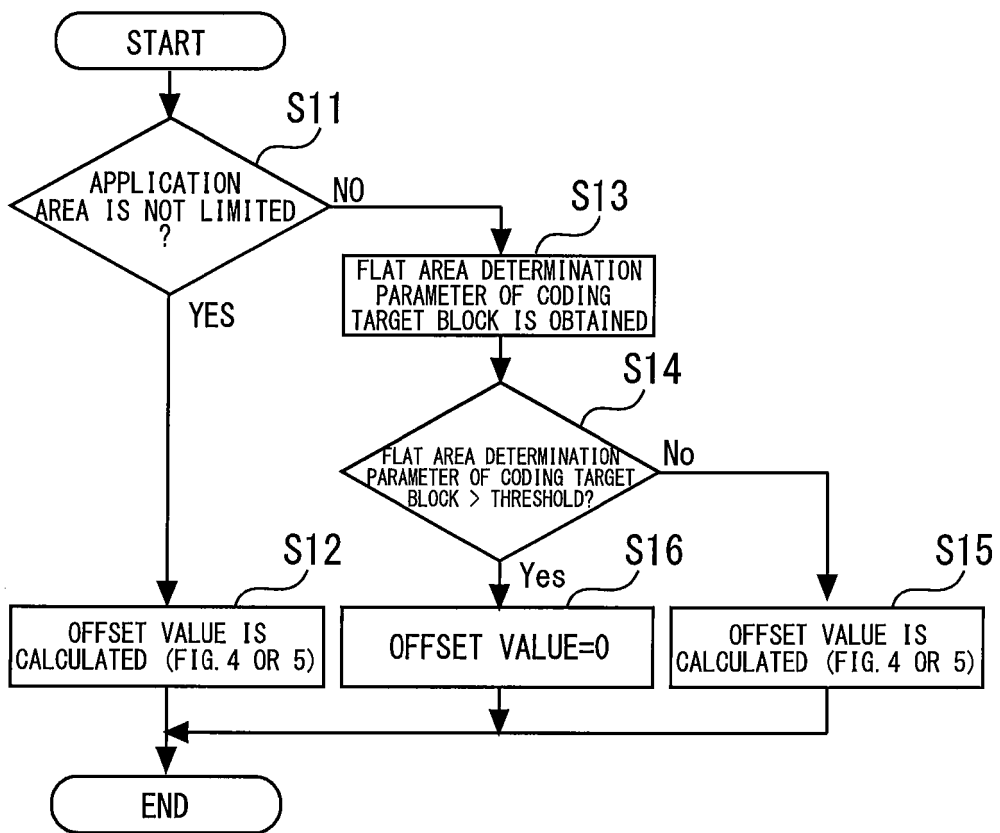 START
S11
APPLICATION
AREA IS NOT LIMITED
?
NO
YES
S13
FLAT AREA DETERMINATION
PARAMETER OF CODING
TARGET BLOCK IS OBTAINED
S14
FLAT AREA DETERMINATION
PARAMETER OF CODING TARGET
BLOCK > THRESHOLD?
No
Yes
S12
OFFSET VALUE IS
CALCULATED (FIG. 4 OR 5)
S16
OFFSET VALUE=0
S15
OFFSET VALUE IS
CALCULATED (FIG. 4 OR 5)
END